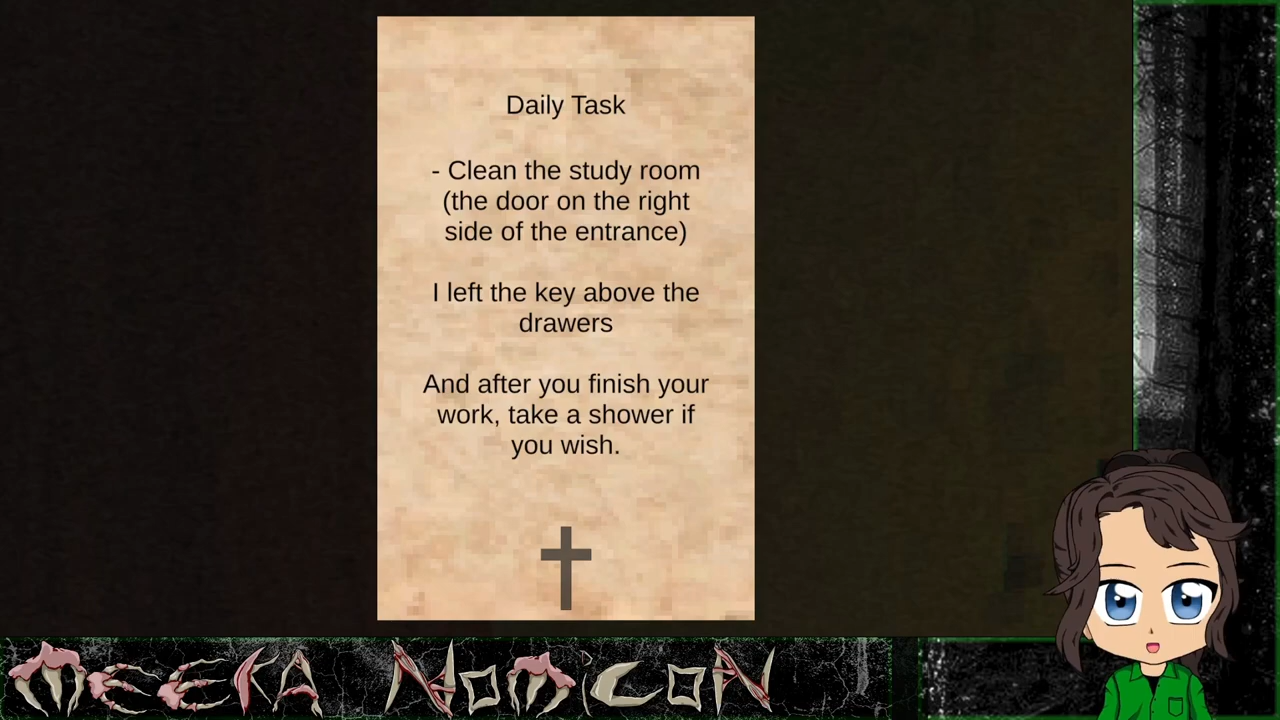 Daily Task
- Clean the study room
(the door on the right
side of the entrance)
I left the key above the
drawers
And after you finish your
work, take a shower if
you wish.
MEEKA NOMiCON